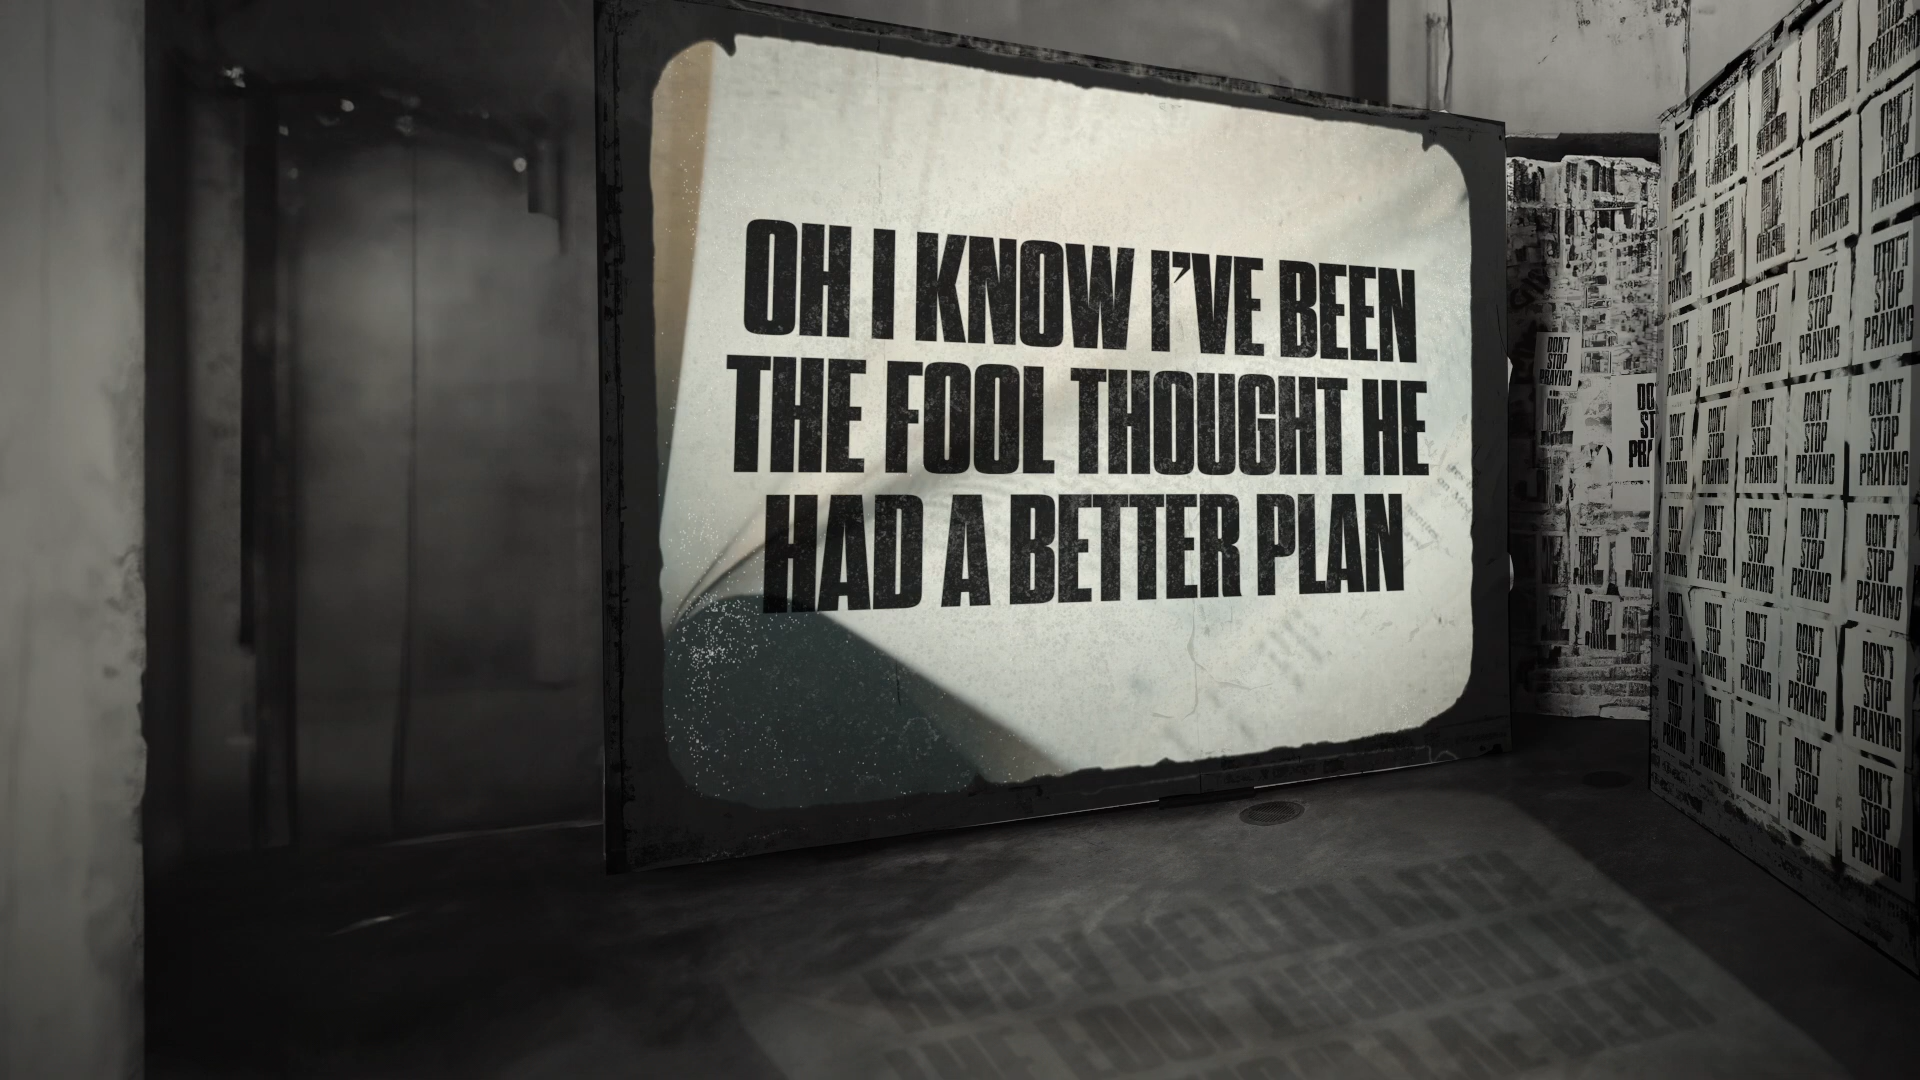 OH I KNOW I'VE BEEN
THE FOOL THOUGHT HE
HAD A BETTER PLAN
DON'T
STOP
PRAYING